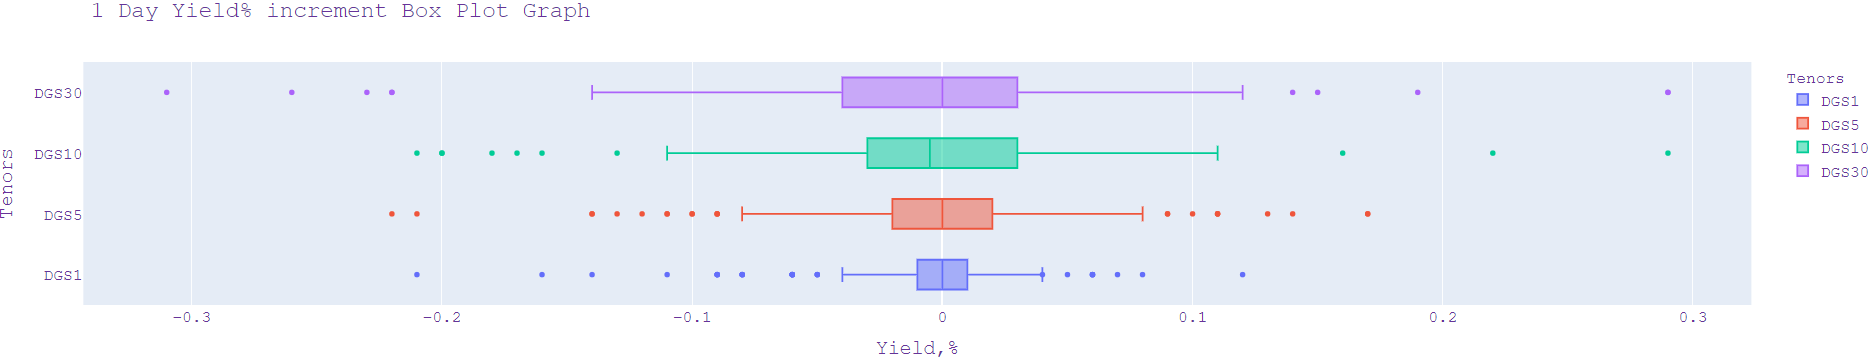 1 Day Yield% increment Box Plot Graph
Tenors
DGS30
DGS10
DGS5
DGS1
-0.3
-0.2
-0.1
0
0.1
0.2
0.3
Yield,%
Tenors
DGS1
DGS5
DGS10
DGS30